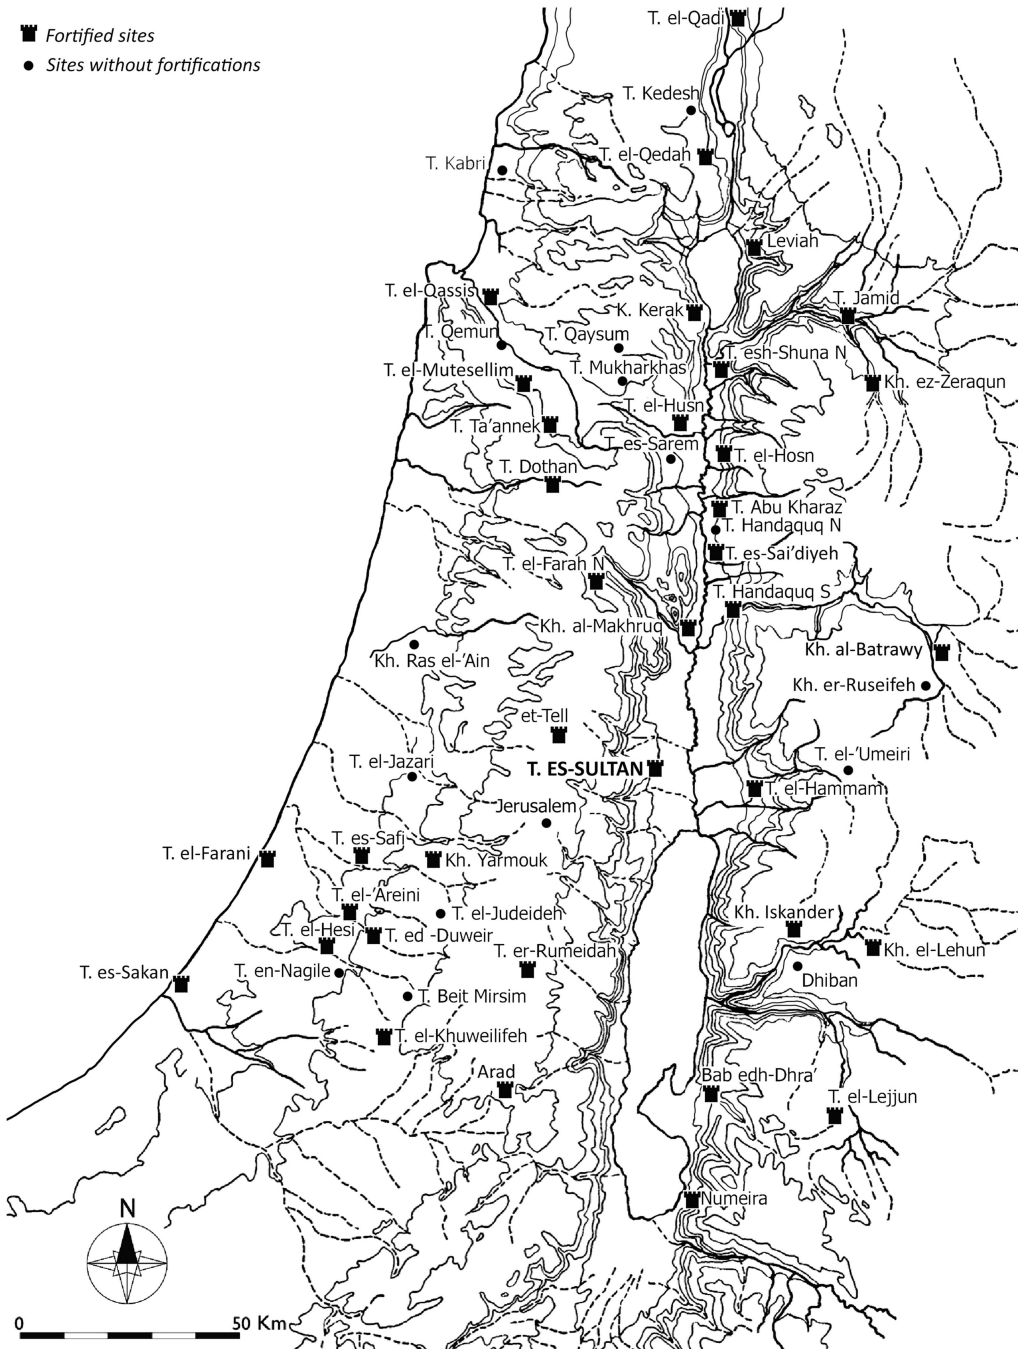 T. el-Qadi
Fortified sites
Sites without fortifications
T. Kedesh
T. el-Qedah
T. Kabri
Leviah
T. el-Qassis
T. Jamid
K. Kerak
T. Qemun
T. Qaysum
T. esh-Shuna N
T. el-Mutesellim
T. Mukharkhas
Kh. ez-Zeraqun
T. el-Husn
T. Ta'annek
T. es-Sarem
T. el-Hosn
T. Dothan
T. Abu Kharaz
T. Handaquq N
T. es-Sai'diyeh
T. el-Farah N
T. Handaquq S
Kh. al-Makhruq
Kh. al-Batrawy
Kh. Ras el-'Ain
Kh. er-Ruseifeh
et-Tell
T. el-'Umeiri
T. el-Jazari
T. ES-SULTAN
T. el-Hammam
Jerusalem
T. es-Safi
T. el-Farani
Kh. Yarmouk
T. el-'Areini
T. el-Judeideh
Kh. Iskander
T. el-Hesi
T. ed -Duweir
T. er-Rumeidah
Kh. el-Lehun
T. es-Sakan
T. en-Nagile
Dhiban
T. Beit Mirsim
T. el-Khuweilifeh
Arad
Bab edh-Dhra'
T. el-Lejjun
Numeira
N
0 50 Km